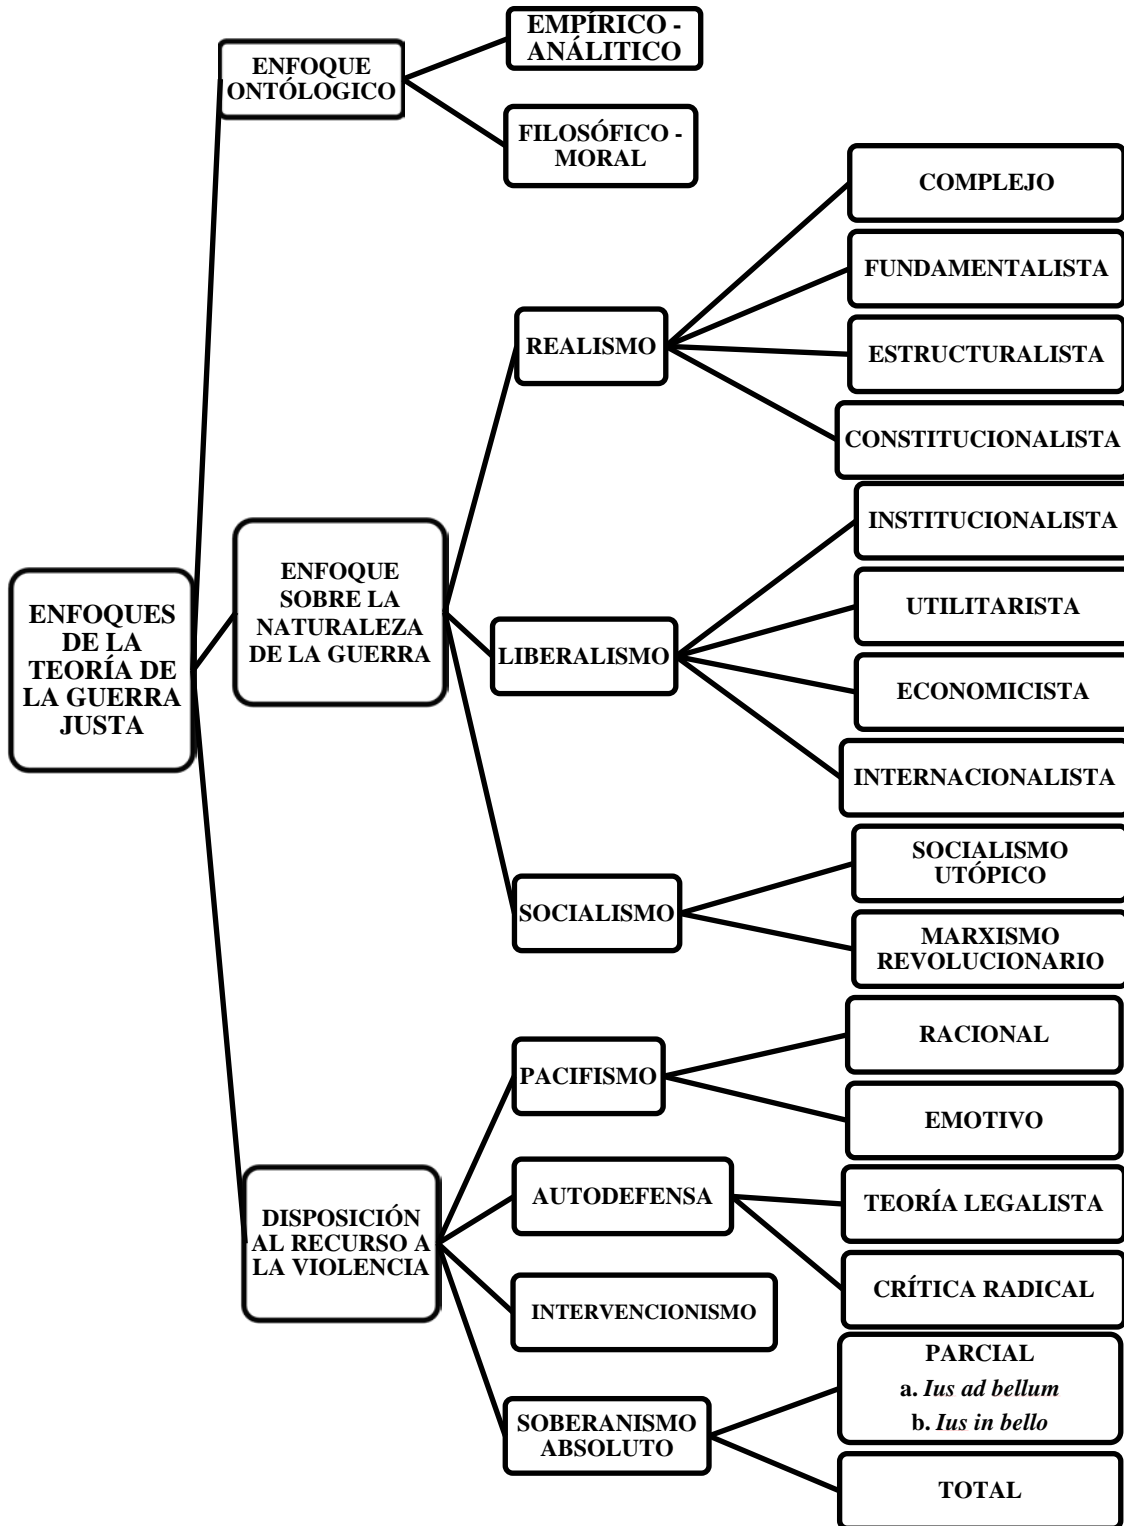 EMPÍRICO -
ANÁLITICO
ENFOQUE
ONTÓLOGICO
FILOSÓFICO -
MORAL
COMPLEJO
FUNDAMENTALISTA
REALISMO
ESTRUCTURALISTA
CONSTITUCIONALISTA
INSTITUCIONALISTA
ENFOQUE
SOBRE LA
NATURALEZA
DE LA GUERRA
ENFOQUES
DE LA
TEORÍA DE
LA GUERRA
JUSTA
UTILITARISTA
LIBERALISMO
ECONOMICISTA
INTERNACIONALISTA
SOCIALISMO
UTÓPICO
SOCIALISMO
MARXISMO
REVOLUCIONARIO
RACIONAL
PACIFISMO
EMOTIVO
AUTODEFENSA
TEORÍA LEGALISTA
DISPOSICIÓN
AL RECURSO A
LA VIOLENCIA
CRÍTICA RADICAL
INTERVENCIONISMO
PARCIAL
a. Ius ad bellum
b. Ius in bello
SOBERANISMO
ABSOLUTO
TOTAL